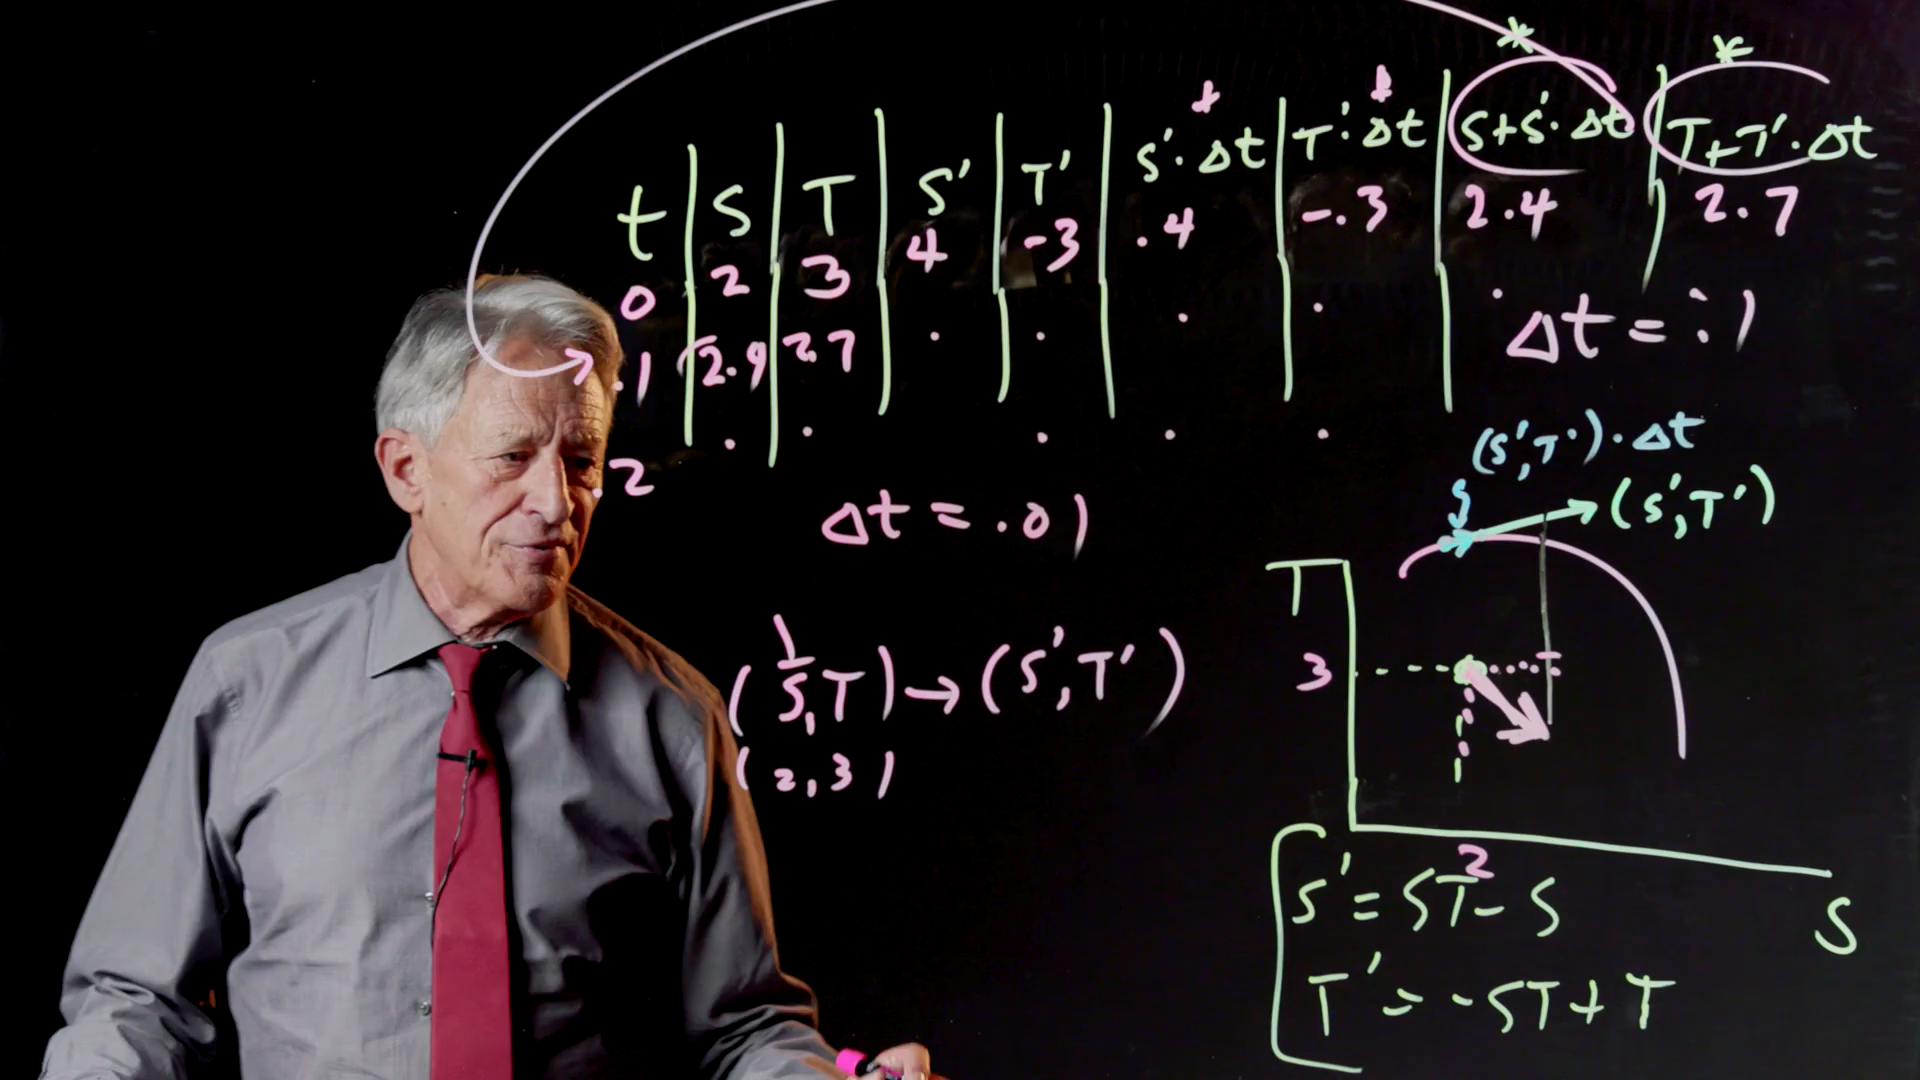 t S T S' T' S'·Δt T'·Δt S+S'·Δt T+T'·Δt
0 2 3 4 -3 .4 -.3 2.4 2.7
.1 2.4 2.7 · · · · ·
.2 · · · · ·
Δt = .1
Δt = .01
(S',T')·Δt
(S',T')
(S,T) → (S',T')
(2,3)
T
3
2
S
S' = ST - S
T' = -ST + T